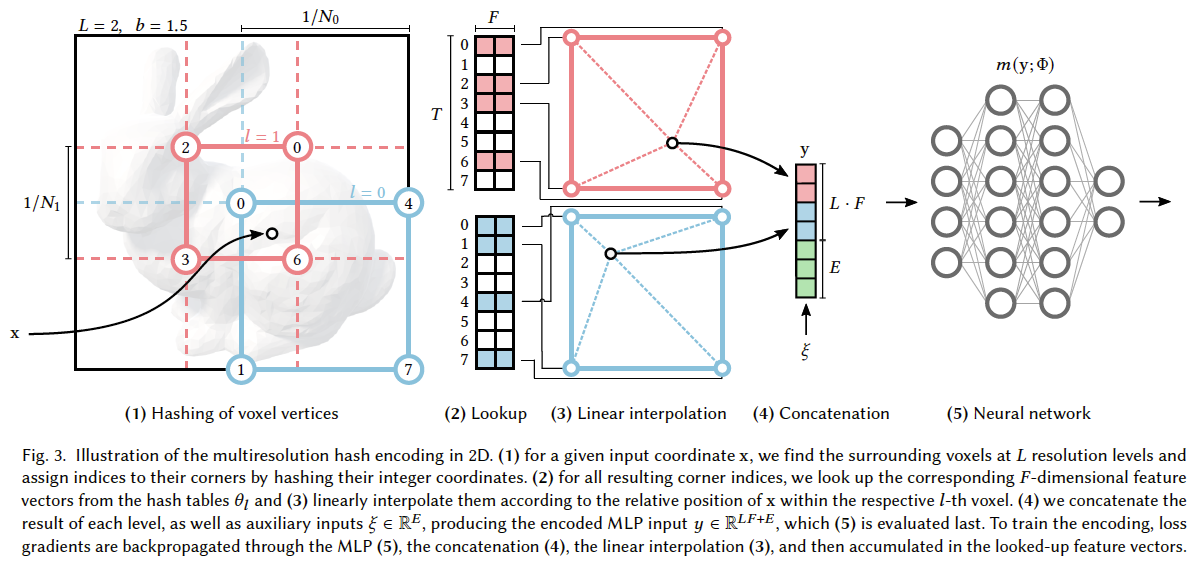 L = 2, b = 1.5
1/N₀
l = 1
2
0
l = 0
0
4
1/N₁
3
6
x
1
7
F
T
0
1
2
3
4
5
6
7
0
1
2
3
4
5
6
7
y
L · F
E
ξ
m(y; Φ)
(1) Hashing of voxel vertices
(2) Lookup
(3) Linear interpolation
(4) Concatenation
(5) Neural network
Fig. 3. Illustration of the multiresolution hash encoding in 2D. (1) for a given input coordinate x, we find the surrounding voxels at L resolution levels and
assign indices to their corners by hashing their integer coordinates. (2) for all resulting corner indices, we look up the corresponding F-dimensional feature
vectors from the hash tables θₗ and (3) linearly interpolate them according to the relative position of x within the respective l-th voxel. (4) we concatenate the
result of each level, as well as auxiliary inputs ξ ∈ ℝᴱ, producing the encoded MLP input y ∈ ℝᴸᶠ⁺ᴱ, which (5) is evaluated last. To train the encoding, loss
gradients are backpropagated through the MLP (5), the concatenation (4), the linear interpolation (3), and then accumulated in the looked-up feature vectors.